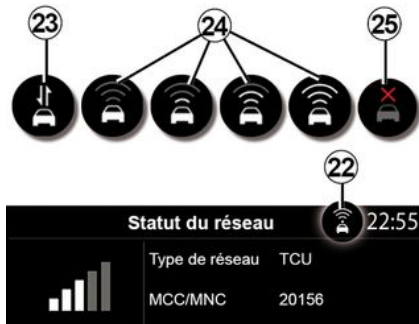 23 24 25
22
Statut du réseau 22:55
Type de réseau TCU
MCC/MNC 20156